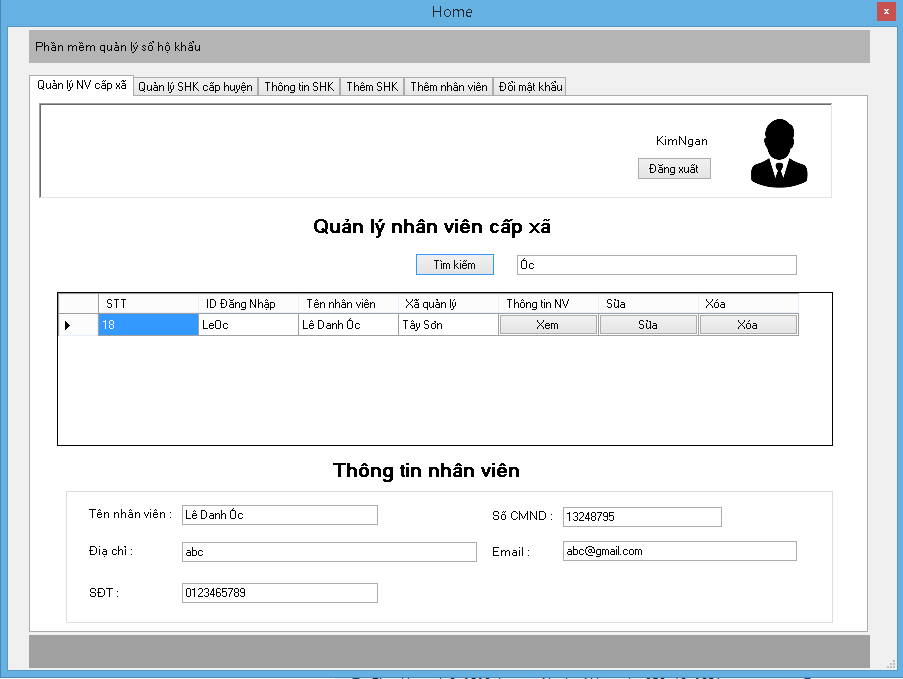 Home
x
Phần mềm quản lý sổ hộ khẩu
Quản lý NV cấp xã Quản lý SHK cấp huyện Thông tin SHK Thêm SHK Thêm nhân viên Đổi mật khẩu
KimNgan
Đăng xuất
Quản lý nhân viên cấp xã
Tìm kiếm Ốc
STT ID Đăng Nhập Tên nhân viên Xã quản lý Thông tin NV Sửa Xóa
18 LeOc Lê Danh Ốc Tây Sơn Xem Sửa Xóa
Thông tin nhân viên
Tên nhân viên : Lê Danh Ốc Số CMND : 13248795
Địa chỉ : abc Email : abc@gmail.com
SĐT : 0123465789